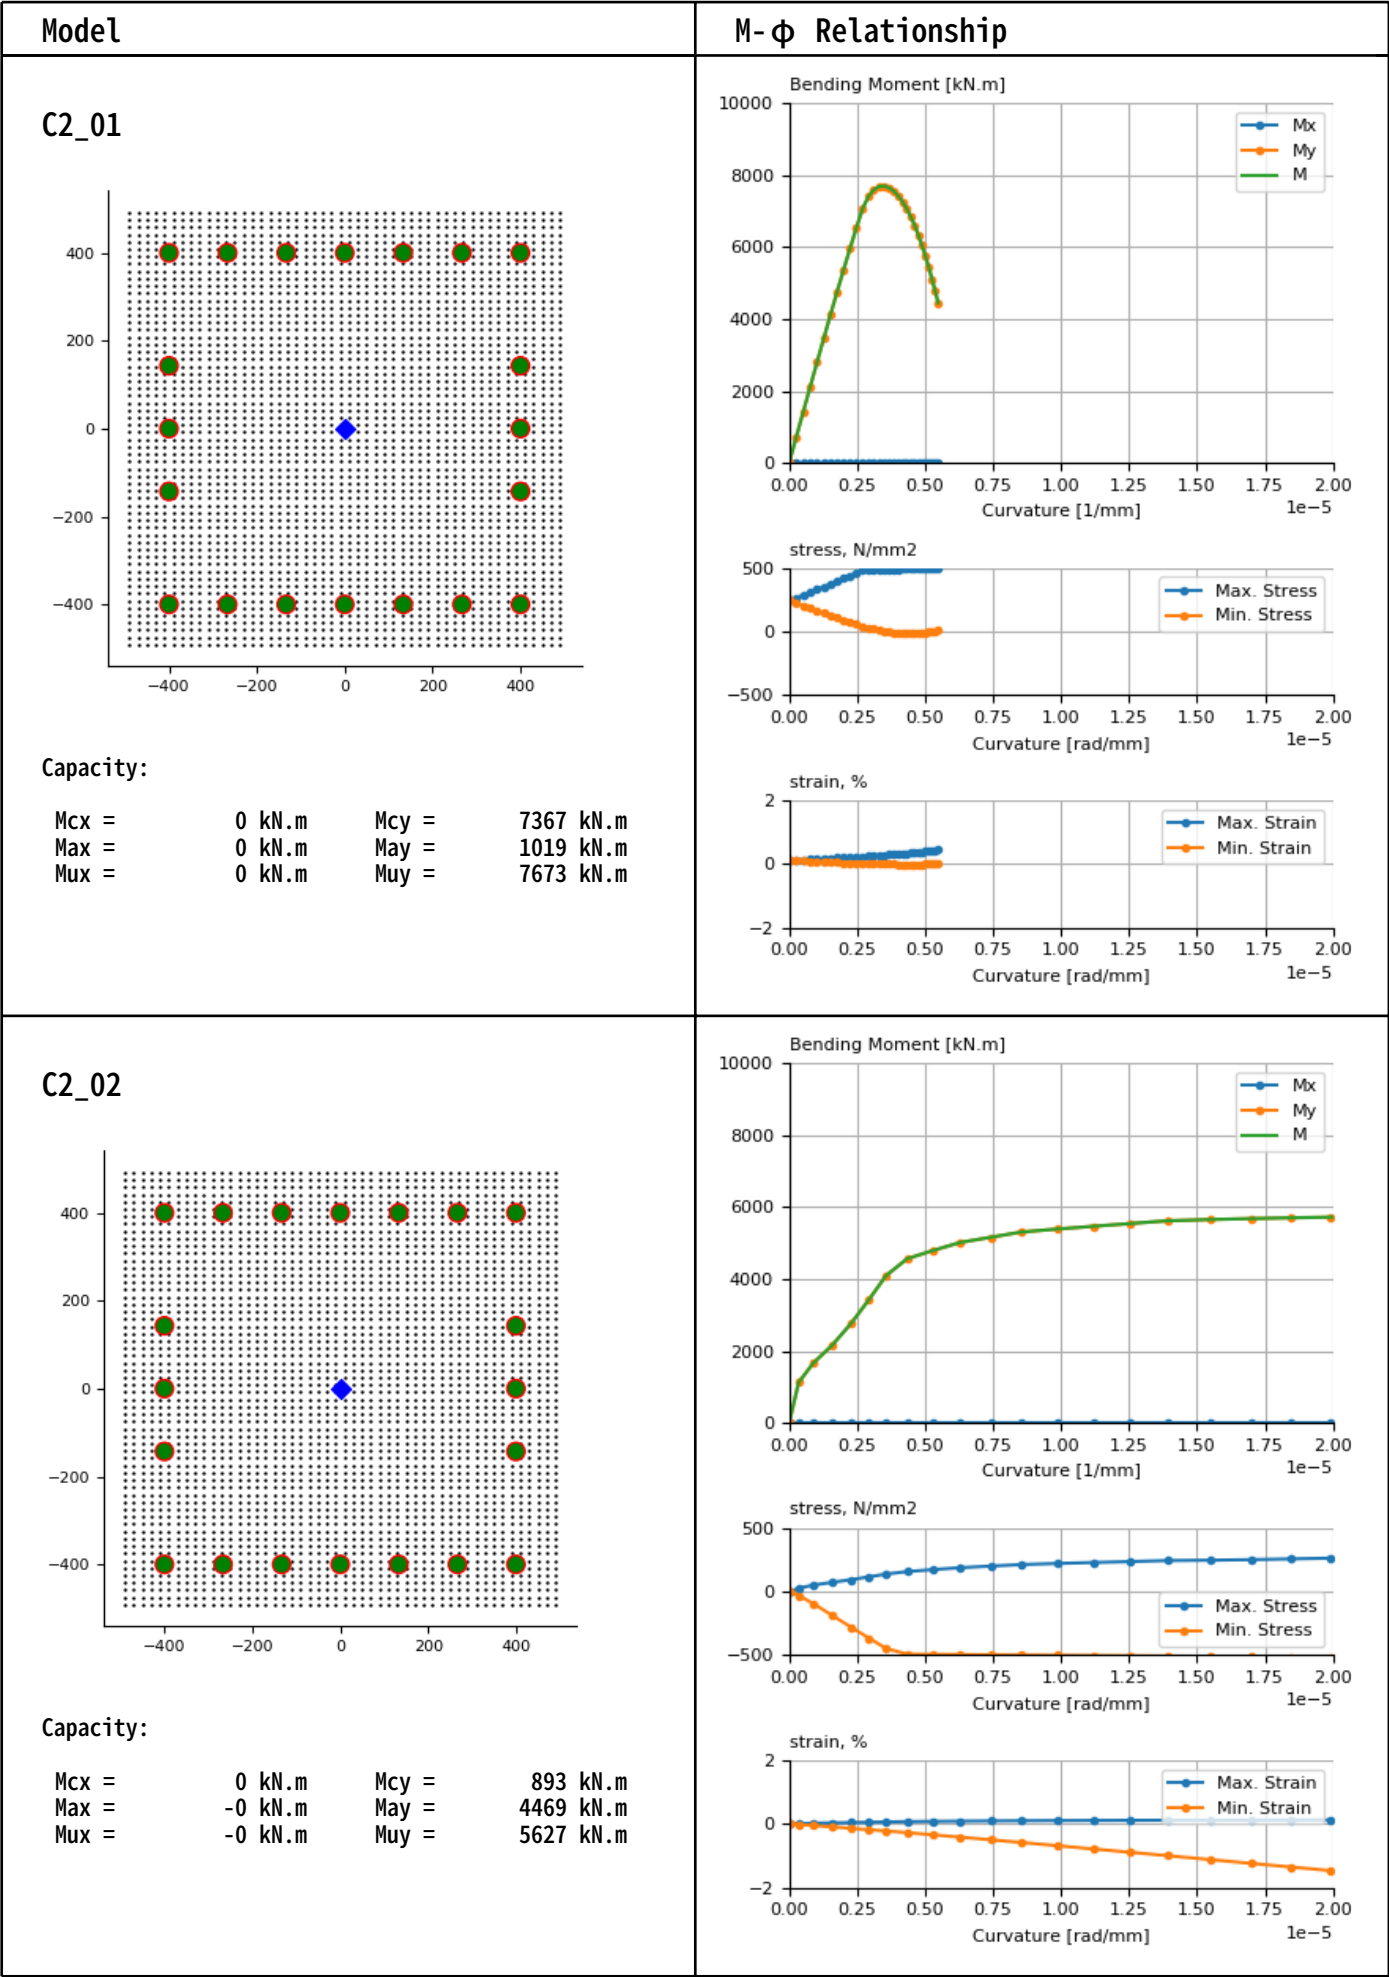 Model
M-Φ Relationship
C2_01
400
200
0
−200
−400
−400 −200 0 200 400
Capacity:
Mcx = 0 kN.m Mcy = 7367 kN.m
Max = 0 kN.m May = 1019 kN.m
Mux = 0 kN.m Muy = 7673 kN.m
Bending Moment [kN.m]
10000
8000
6000
4000
2000
0
Mx
My
M
0.00 0.25 0.50 0.75 1.00 1.25 1.50 1.75 2.00
Curvature [1/mm]
1e−5
stress, N/mm2
500
0
−500
Max. Stress
Min. Stress
0.00 0.25 0.50 0.75 1.00 1.25 1.50 1.75 2.00
Curvature [rad/mm]
1e−5
strain, %
2
0
−2
Max. Strain
Min. Strain
0.00 0.25 0.50 0.75 1.00 1.25 1.50 1.75 2.00
Curvature [rad/mm]
1e−5
C2_02
400
200
0
−200
−400
−400 −200 0 200 400
Capacity:
Mcx = 0 kN.m Mcy = 893 kN.m
Max = -0 kN.m May = 4469 kN.m
Mux = -0 kN.m Muy = 5627 kN.m
Bending Moment [kN.m]
10000
8000
6000
4000
2000
0
Mx
My
M
0.00 0.25 0.50 0.75 1.00 1.25 1.50 1.75 2.00
Curvature [1/mm]
1e−5
stress, N/mm2
500
0
−500
Max. Stress
Min. Stress
0.00 0.25 0.50 0.75 1.00 1.25 1.50 1.75 2.00
Curvature [rad/mm]
1e−5
strain, %
2
0
−2
Max. Strain
Min. Strain
0.00 0.25 0.50 0.75 1.00 1.25 1.50 1.75 2.00
Curvature [rad/mm]
1e−5